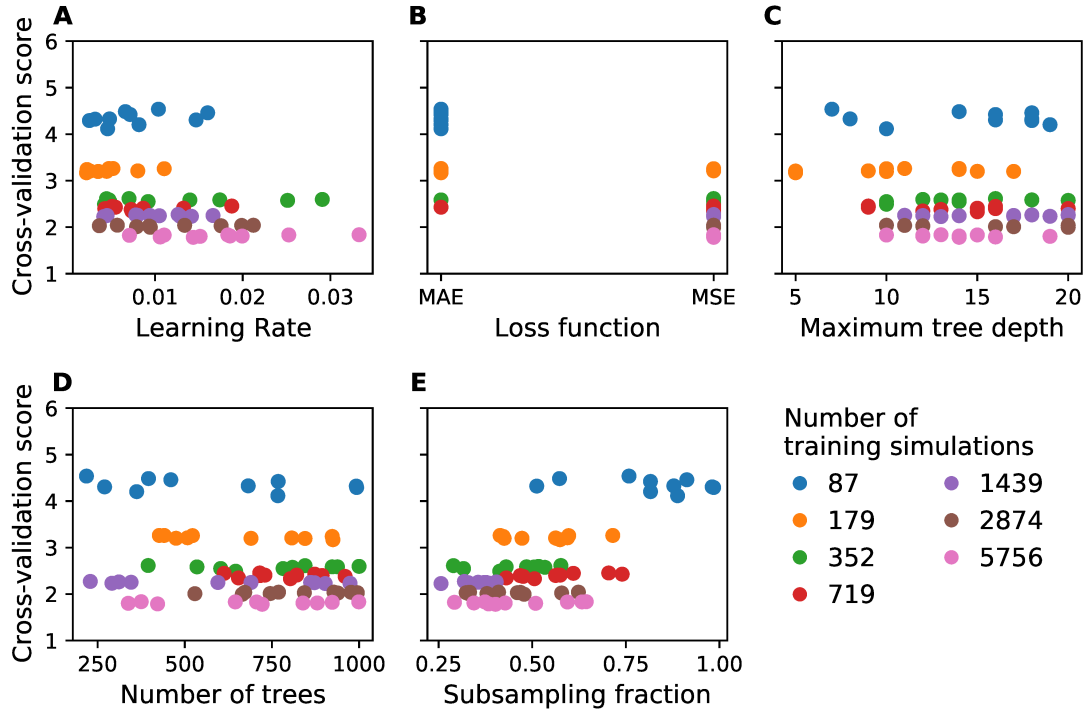 A
B
C
Cross-validation score
6
5
4
3
2
1
0.01
0.02
0.03
Learning Rate
MAE
MSE
Loss function
5
10
15
20
Maximum tree depth
D
E
Cross-validation score
6
5
4
3
2
1
250
500
750
1000
Number of trees
0.25
0.50
0.75
1.00
Subsampling fraction
Number of
training simulations
87
179
352
719
1439
2874
5756